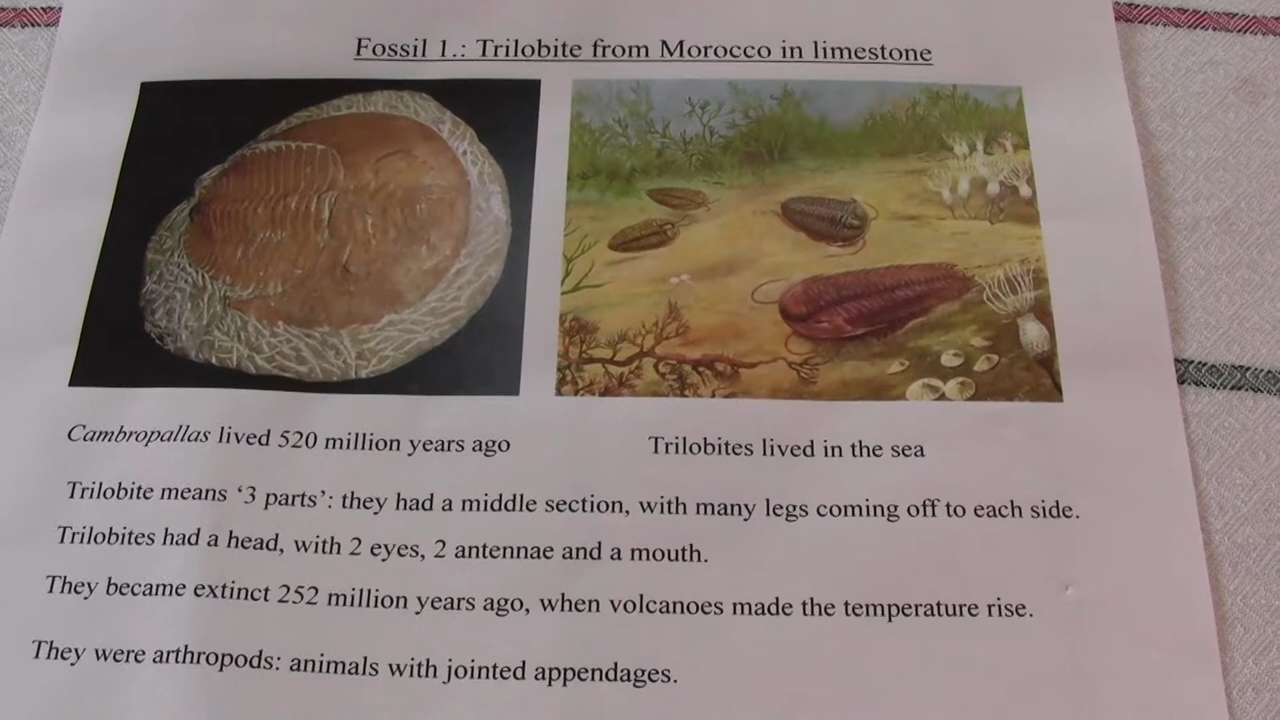 Fossil 1.: Trilobite from Morocco in limestone
Cambropallas lived 520 million years ago
Trilobites lived in the sea
Trilobite means ‘3 parts’: they had a middle section, with many legs coming off to each side.
Trilobites had a head, with 2 eyes, 2 antennae and a mouth.
They became extinct 252 million years ago, when volcanoes made the temperature rise.
They were arthropods: animals with jointed appendages.